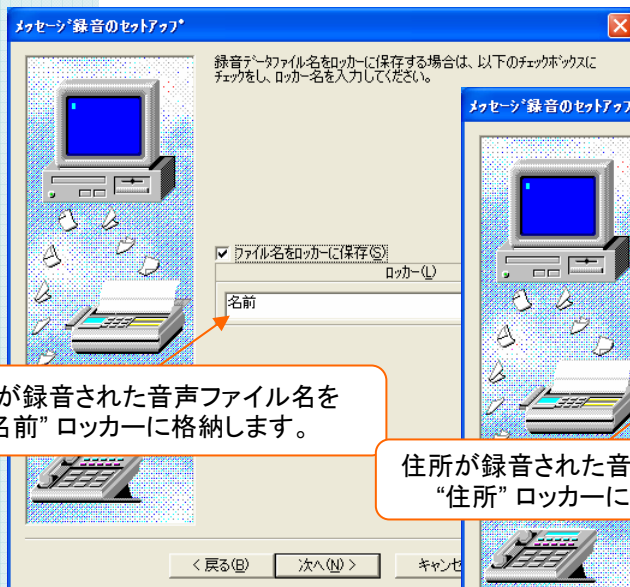 メッセージ録音のセットアップ
録音データファイル名をロッカーに保存する場合は、以下のチェックボックスに
チェックをし、ロッカー名を入力してください。
ファイル名をロッカーに保存(S)
ロッカー(L)
名前
が録音された音声ファイル名を
名前” ロッカーに格納します。
< 戻る(B)
次へ(N) >
キャンセ
メッセージ録音のセットアップ
住所が録音された音
“住所” ロッカーに